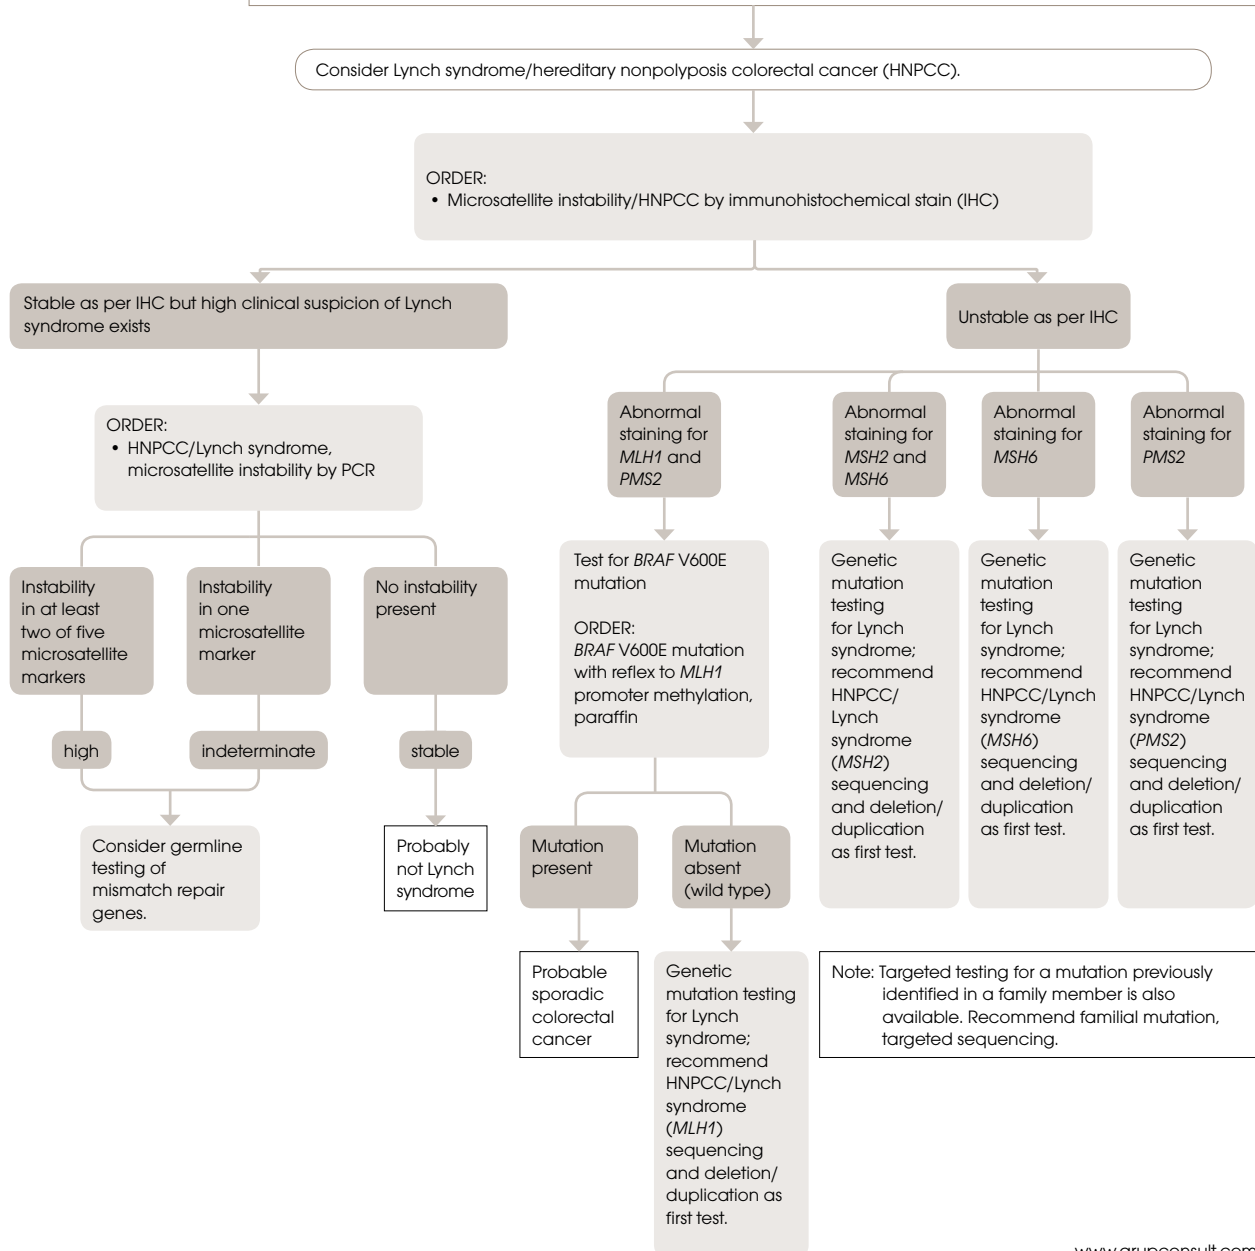 Consider Lynch syndrome/hereditary nonpolyposis colorectal cancer (HNPCC).
ORDER:
• Microsatellite instability/HNPCC by immunohistochemical stain (IHC)
Stable as per IHC but high clinical suspicion of Lynch
syndrome exists
Unstable as per IHC
ORDER:
• HNPCC/Lynch syndrome,
microsatellite instability by PCR
Abnormal
staining for
MLH1 and
PMS2
Abnormal
staining for
MSH2 and
MSH6
Abnormal
staining for
MSH6
Abnormal
staining for
PMS2
Instability
in at least
two of five
microsatellite
markers
Instability
in one
microsatellite
marker
No instability
present
high
indeterminate
stable
Consider germline
testing of
mismatch repair
genes.
Probably
not Lynch
syndrome
Test for BRAF V600E
mutation
ORDER:
BRAF V600E mutation
with reflex to MLH1
promoter methylation,
paraffin
Genetic
mutation
testing
for Lynch
syndrome;
recommend
HNPCC/
Lynch
syndrome
(MSH2)
sequencing
and deletion/
duplication
as first test.
Genetic
mutation
testing
for Lynch
syndrome;
recommend
HNPCC/Lynch
syndrome
(MSH6)
sequencing
and deletion/
duplication
as first test.
Genetic
mutation
testing
for Lynch
syndrome;
recommend
HNPCC/Lynch
syndrome
(PMS2)
sequencing
and deletion/
duplication
as first test.
Mutation
present
Mutation
absent
(wild type)
Probable
sporadic
colorectal
cancer
Genetic
mutation testing
for Lynch
syndrome;
recommend
HNPCC/Lynch
syndrome
(MLH1)
sequencing
and deletion/
duplication as
first test.
Note: Targeted testing for a mutation previously
identified in a family member is also
available. Recommend familial mutation,
targeted sequencing.
www.arupconsult.com